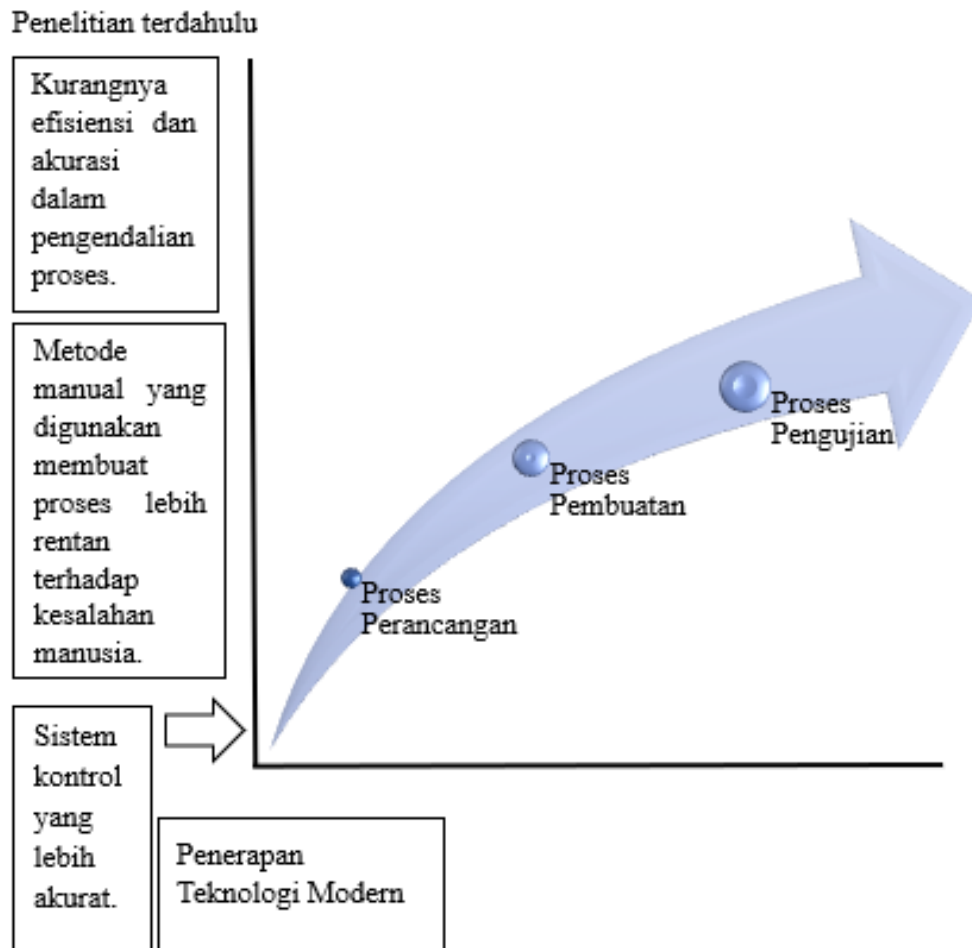 Penelitian terdahulu
Kurangnya
efisiensi dan
akurasi
dalam
pengendalian
proses.
Metode
manual yang
digunakan
membuat
proses lebih
rentan
terhadap
kesalahan
manusia.
Sistem
kontrol
yang
lebih
akurat.
Penerapan
Teknologi Modern
Proses
Perancangan
Proses
Pembuatan
Proses
Pengujian